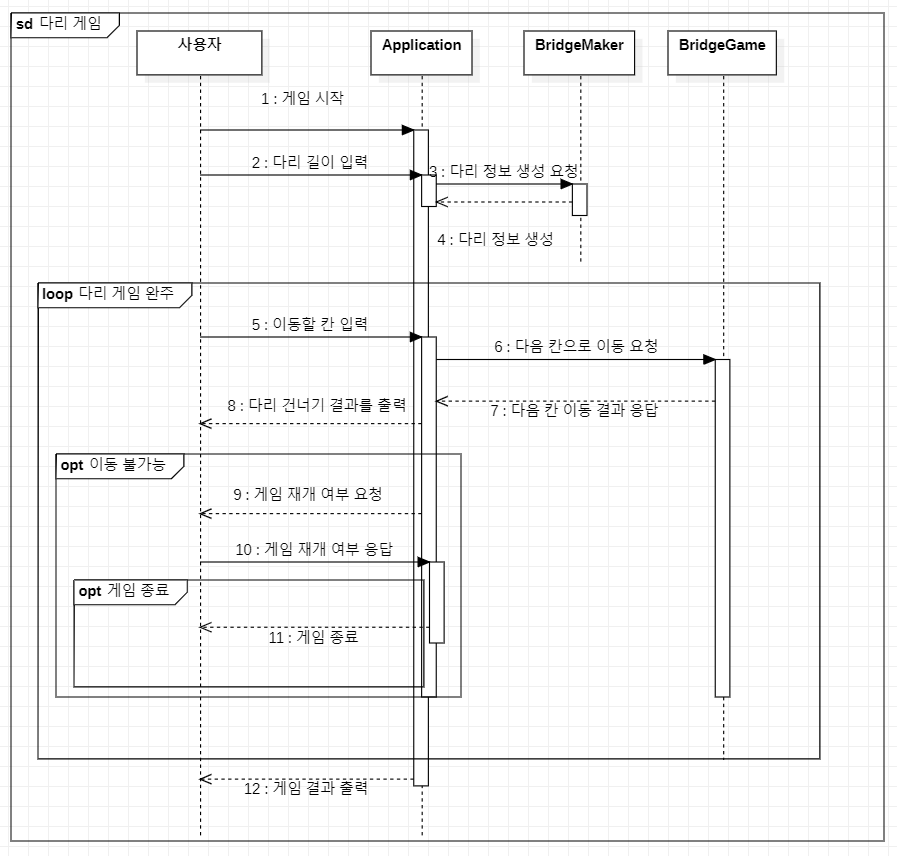 sd 다리 게임
사용자
Application
BridgeMaker
BridgeGame
1 : 게임 시작
2 : 다리 길이 입력
3 : 다리 정보 생성 요청
4 : 다리 정보 생성
loop 다리 게임 완주
5 : 이동할 칸 입력
6 : 다음 칸으로 이동 요청
7 : 다음 칸 이동 결과 응답
8 : 다리 건너기 결과를 출력
opt 이동 불가능
9 : 게임 재개 여부 요청
10 : 게임 재개 여부 응답
opt 게임 종료
11 : 게임 종료
12 : 게임 결과 출력